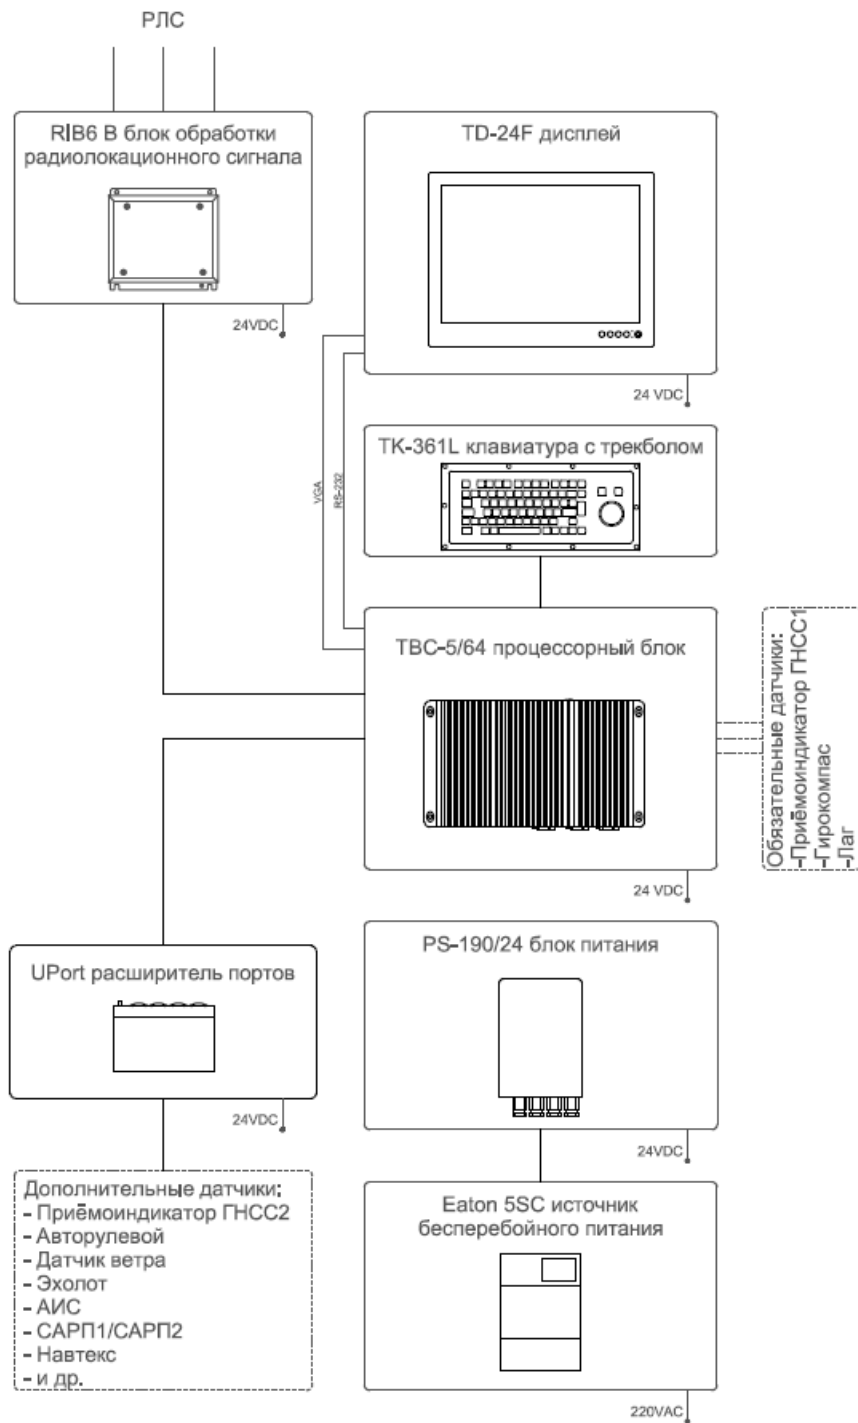 РЛС
RIB6 В блок обработки
радиолокационного сигнала
24VDC
TD-24F дисплей
24 VDC
VGA
RS-232
TK-361L клавиатура с трекболом
TBC-5/64 процессорный блок
24 VDC
Обязательные датчики:
-Приёмоиндикатор ГНСС1
-Гирокомпас
-Лаг
UPort расширитель портов
24VDC
PS-190/24 блок питания
24VDC
Дополнительные датчики:
- Приёмоиндикатор ГНСС2
- Авторулевой
- Датчик ветра
- Эхолот
- АИС
- САРП1/САРП2
- Навтекс
- и др.
Eaton 5SC источник
бесперебойного питания
220VAC